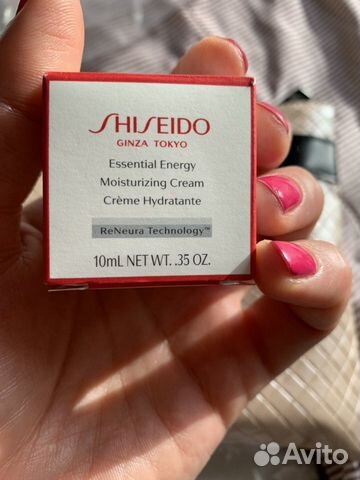 SHISEIDO
GINZA TOKYO
Essential Energy
Moisturizing Cream
Crème Hydratante
ReNeura Technology™
10mL NET WT. .35 OZ.
Avito